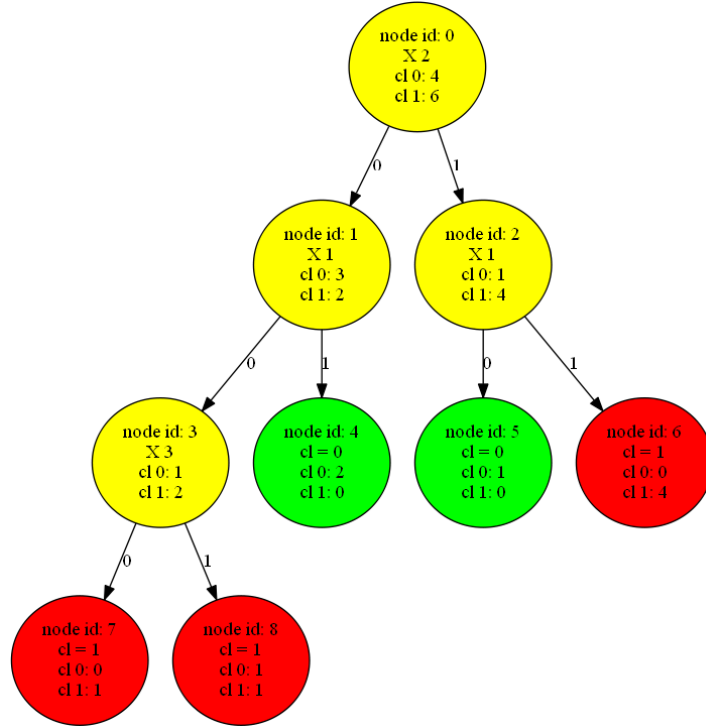 node id: 0
X 2
cl 0: 4
cl 1: 6
0
1
node id: 1
X 1
cl 0: 3
cl 1: 2
node id: 2
X 1
cl 0: 1
cl 1: 4
0
1
0
1
node id: 3
X 3
cl 0: 1
cl 1: 2
node id: 4
cl = 0
cl 0: 2
cl 1: 0
node id: 5
cl = 0
cl 0: 1
cl 1: 0
node id: 6
cl = 1
cl 0: 0
cl 1: 4
0
1
node id: 7
cl = 1
cl 0: 0
cl 1: 1
node id: 8
cl = 1
cl 0: 1
cl 1: 1